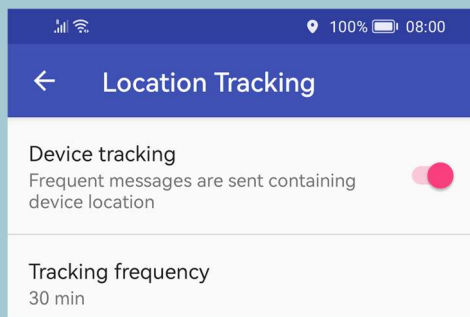 100% 08:00
Location Tracking
Device tracking
Frequent messages are sent containing
device location
Tracking frequency
30 min